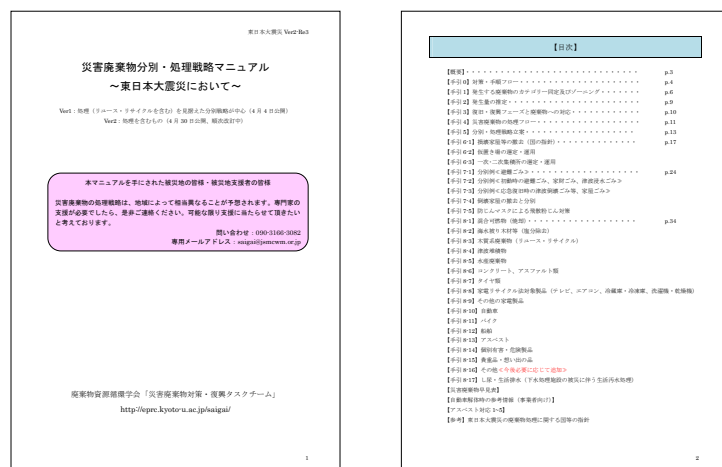 東日本大震災 Ver2-Re3
災害廃棄物分別・処理戦略マニュアル
～東日本大震災において～
Ver1：処理（リユース・リサイクルを含む）を見据えた分別戦略が中心（4 月 4 日公開）
Ver2：処理を含むもの（4 月 30 日公開、順次改訂中）
本マニュアルを手にされた被災地の皆様・被災地支援者の皆様
災害廃棄物の処理戦略は、地域によって相当異なることが予想されます。専門家の
支援が必要でしたら、是非ご連絡ください。可能な限り支援に当たらせて頂きたい
と考えております。
問い合わせ：090-3166-3082
専用メールアドレス：saigai@jsmcwm.or.jp
廃棄物資源循環学会「災害廃棄物対策・復興タスクチーム」
http://eprc.kyoto-u.ac.jp/saigai/
1
【目次】
【概要】・・・・・・・・・・・・・・・・・・・・・・・・・・・・・・ p.3
【手引 0】対策・手順フロー・・・・・・・・・・・・・・・・・・・・・ p.4
【手引 1】発生する廃棄物のカテゴリー同定及びゾーニング・・・・・・・ p.6
【手引 2】発生量の推定・・・・・・・・・・・・・・・・・・・・・・・ p.9
【手引 3】復旧・復興フェーズと廃棄物への対応・・・・・・・・・・・・ p.10
【手引 4】災害廃棄物の処理フロー・・・・・・・・・・・・・・・・・・ p.11
【手引 5】分別・処理戦略立案・・・・・・・・・・・・・・・・・・・・ p.13
【手引 6-1】損壊家屋等の撤去（国の指針）・・・・・・・・・・・・・・ p.17
【手引 6-2】仮置き場の選定・運用
【手引 6-3】一次・二次集積所の選定・運用
【手引 7-1】分別例＜避難ごみ＞・・・・・・・・・・・・・・・・・・・ p.24
【手引 7-2】分別例＜初動時の避難ごみ、家財ごみ、津波浸水ごみ＞
【手引 7-3】分別例＜応急復旧時の津波倒壊ごみ等、家屋ごみ＞
【手引 7-4】倒壊家屋の撤去と分別
【手引 7-5】防じんマスクによる飛散粉じん対策
【手引 8-1】混合可燃物（焼却）・・・・・・・・・・・・・・・・・・・ p.34
【手引 8-2】海水被り木材等（塩分除去）
【手引 8-3】木質系廃棄物（リユース・リサイクル）
【手引 8-4】津波堆積物
【手引 8-5】水産廃棄物
【手引 8-6】コンクリート、アスファルト類
【手引 8-7】タイヤ類
【手引 8-8】家電リサイクル法対象製品（テレビ、エアコン、冷蔵庫・冷凍庫、洗濯機・乾燥機）
【手引 8-9】その他の家電製品
【手引 8-10】自動車
【手引 8-11】バイク
【手引 8-12】船舶
【手引 8-13】アスベスト
【手引 8-14】個別有害・危険製品
【手引 8-15】貴重品・想い出の品
【手引 8-16】その他＜今後必要に応じて追加＞
【手引 8-17】し尿・生活排水（下水処理施設の被災に伴う生活汚水処理）
【災害廃棄物早見表】
【自動車解体時の参考情報（事業者向け）】
【アスベスト対応 1~5】
【参考】東日本大震災の廃棄物処理に関する国等の指針
2